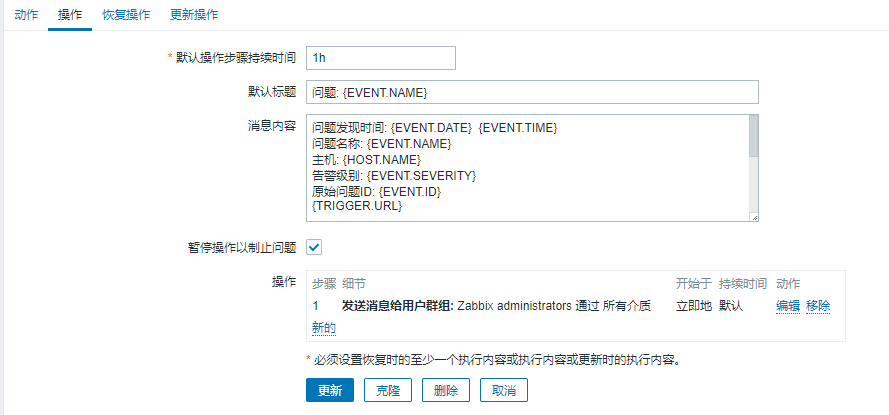 动作 操作 恢复操作 更新操作
* 默认操作步骤持续时间 1h
默认标题 问题: {EVENT.NAME}
消息内容 问题发现时间: {EVENT.DATE} {EVENT.TIME}
问题名称: {EVENT.NAME}
主机: {HOST.NAME}
告警级别: {EVENT.SEVERITY}
原始问题ID: {EVENT.ID}
{TRIGGER.URL}
暂停操作以制止问题
操作 步骤 细节 开始于 持续时间 动作
1 发送消息给用户群组: Zabbix administrators 通过 所有介质 立即地 默认 编辑 移除
新的
* 必须设置恢复时的至少一个执行内容或执行内容或更新时的执行内容。
更新 克隆 删除 取消